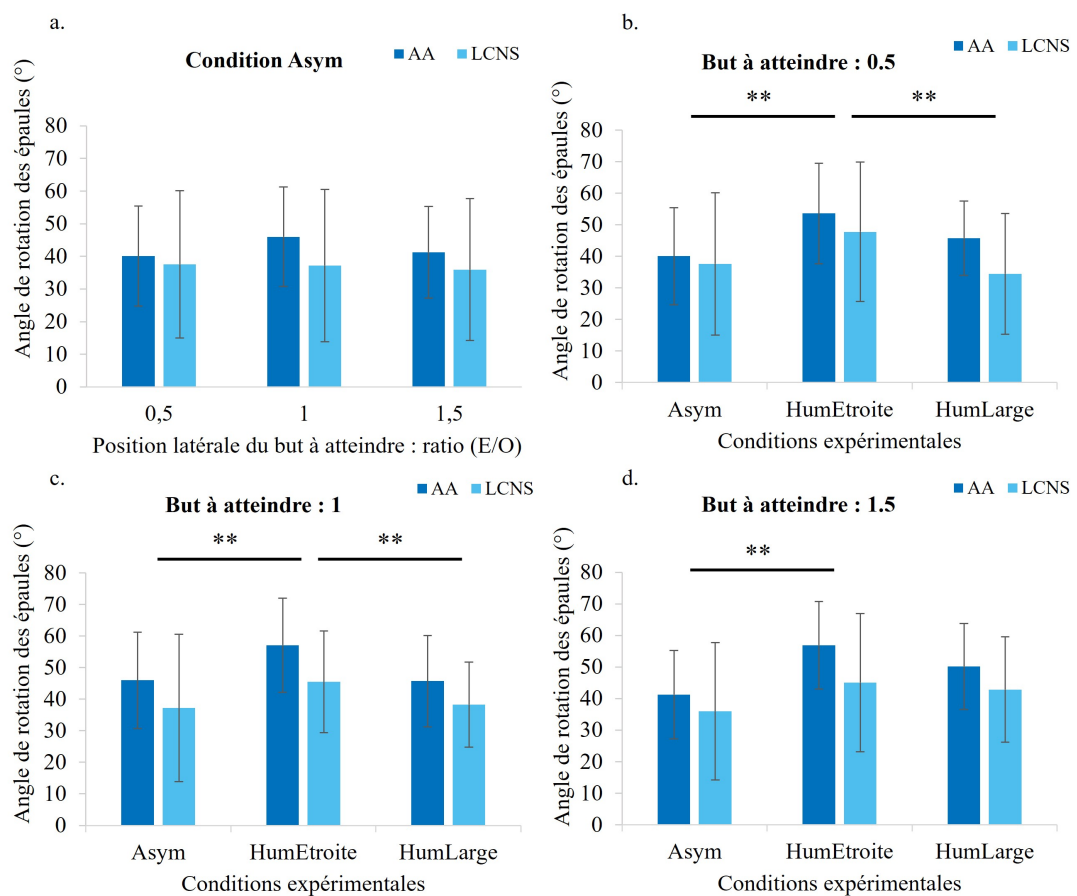 a.
Condition Asym
AA LCNS
Angle de rotation des épaules (°)
80
70
60
50
40
30
20
10
0
0,5 1 1,5
Position latérale du but à atteindre : ratio (E/O)
b.
AA LCNS
But à atteindre : 0.5
** **
Angle de rotation des épaules (°)
80
70
60
50
40
30
20
10
0
Asym HumEtroite HumLarge
Conditions expérimentales
c.
AA LCNS
But à atteindre : 1
** **
Angle de rotation des épaules (°)
80
70
60
50
40
30
20
10
0
Asym HumEtroite HumLarge
Conditions expérimentales
d.
AA LCNS
But à atteindre : 1.5
**
Angle de rotation des épaules (°)
80
70
60
50
40
30
20
10
0
Asym HumEtroite HumLarge
Conditions expérimentales